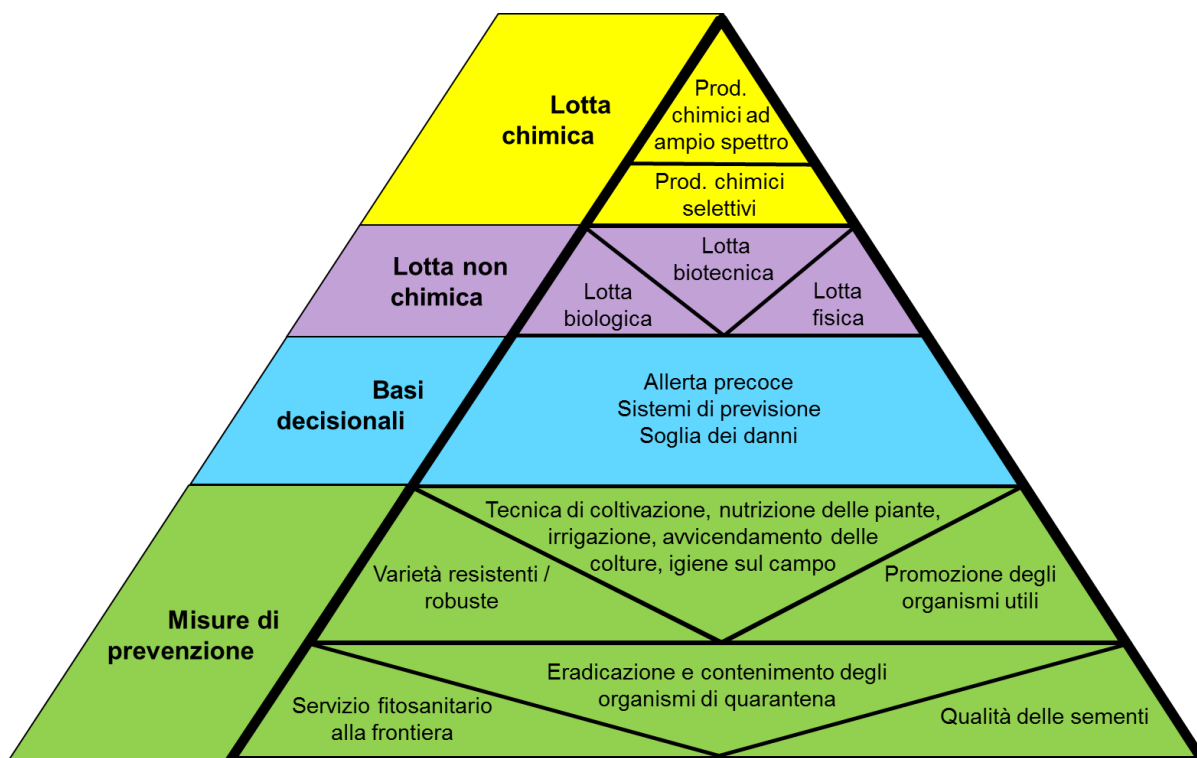 Lotta
chimica
Prod.
chimici ad
ampio spettro
Prod. chimici
selettivi
Lotta non
chimica
Lotta
biologica
Lotta
biotecnica
Lotta
fisica
Basi
decisionali
Allerta precoce
Sistemi di previsione
Soglia dei danni
Misure di
prevenzione
Tecnica di coltivazione, nutrizione delle piante,
irrigazione, avvicendamento delle
colture, igiene sul campo
Varietà resistenti /
robuste
Promozione degli
organismi utili
Eradicazione e contenimento degli
organismi di quarantena
Servizio fitosanitario
alla frontiera
Qualità delle sementi